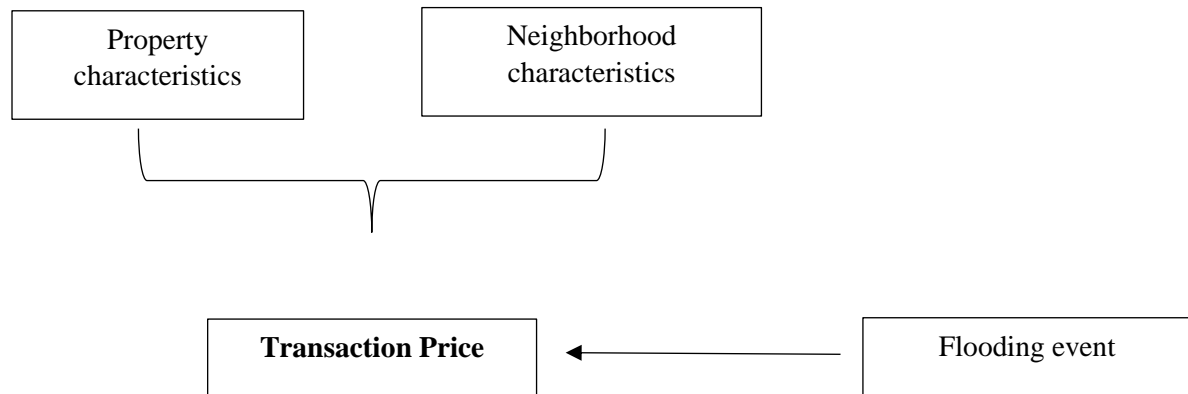 Property
characteristics
Neighborhood
characteristics
Transaction Price
Flooding event